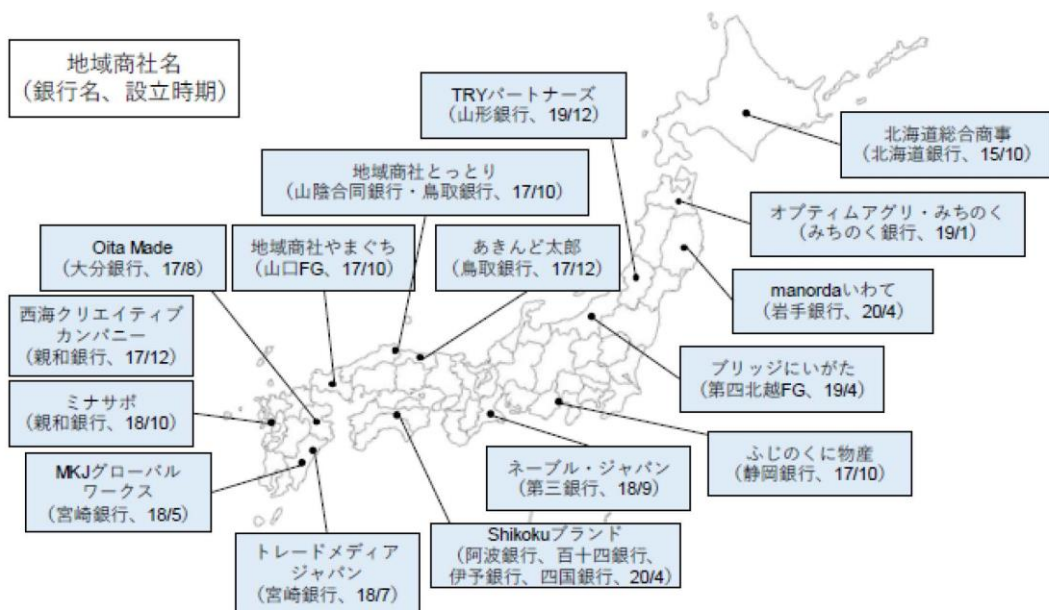 地域商社名
（銀行名、設立時期）
TRYパートナーズ
（山形銀行、19/12）
北海道総合商事
（北海道銀行、15/10）
地域商社とっとり
（山陰合同銀行・鳥取銀行、17/10）
オプティムアグリ・みちのく
（みちのく銀行、19/1）
Oita Made
（大分銀行、17/8）
地域商社やまぐち
（山口FG、17/10）
あきんど太郎
（鳥取銀行、17/12）
manordaいわて
（岩手銀行、20/4）
西海クリエイティブ
カンパニー
（親和銀行、17/12）
ブリッジにいがた
（第四北越FG、19/4）
ミナサポ
（親和銀行、18/10）
ふじのくに物産
（静岡銀行、17/10）
MKJグローバル
ワークス
（宮崎銀行、18/5）
ネーブル・ジャパン
（第三銀行、18/9）
トレードメディア
ジャパン
（宮崎銀行、18/7）
Shikokuブランド
（阿波銀行、百十四銀行、
伊予銀行、四国銀行、20/4）